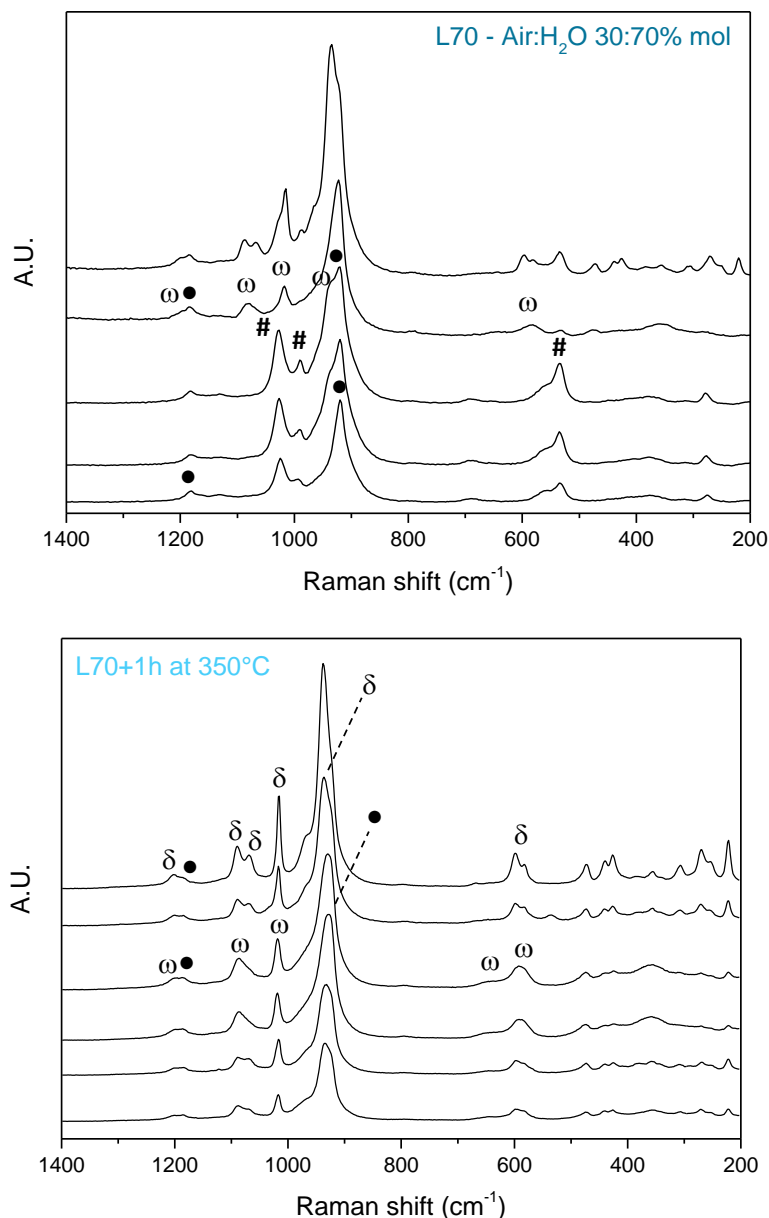 L70 - Air:H₂O 30:70% mol
A.U.
ω ● ω ω ω ● ω
# # #
●
●
1400 1200 1000 800 600 400 200
Raman shift (cm⁻¹)
L70+1h at 350°C
δ
δ ●
δ δ δ
δ ●
ω ω
ω ● ω ω
A.U.
1400 1200 1000 800 600 400 200
Raman shift (cm⁻¹)